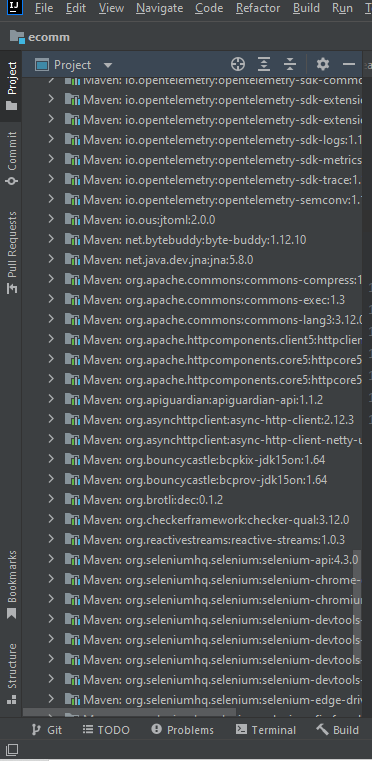 IJ File Edit View Navigate Code Refactor Build Run T
ecomm
Project
Project
Commit
Pull Requests
Bookmarks
Structure
Maven: io.opentelemetry:opentelemetry-sdk-commo
Maven: io.opentelemetry:opentelemetry-sdk-extension
Maven: io.opentelemetry:opentelemetry-sdk-extension
Maven: io.opentelemetry:opentelemetry-sdk-logs:1.1
Maven: io.opentelemetry:opentelemetry-sdk-metrics
Maven: io.opentelemetry:opentelemetry-sdk-trace:1.
Maven: io.opentelemetry:opentelemetry-semconv:1.1
Maven: io.ous:jtoml:2.0.0
Maven: net.bytebuddy:byte-buddy:1.12.10
Maven: net.java.dev.jna:jna:5.8.0
Maven: org.apache.commons:commons-compress:1
Maven: org.apache.commons:commons-exec:1.3
Maven: org.apache.commons:commons-lang3:3.12.0
Maven: org.apache.httpcomponents.client5:httpclien
Maven: org.apache.httpcomponents.core5:httpcore5
Maven: org.apache.httpcomponents.core5:httpcore5
Maven: org.apiguardian:apiguardian-api:1.1.2
Maven: org.asynchttpclient:async-http-client:2.12.3
Maven: org.asynchttpclient:async-http-client-netty-u
Maven: org.bouncycastle:bcpkix-jdk15on:1.64
Maven: org.bouncycastle:bcprov-jdk15on:1.64
Maven: org.brotli:dec:0.1.2
Maven: org.checkerframework:checker-qual:3.12.0
Maven: org.reactivestreams:reactive-streams:1.0.3
Maven: org.seleniumhq.selenium:selenium-api:4.3.0
Maven: org.seleniumhq.selenium:selenium-chrome-
Maven: org.seleniumhq.selenium:selenium-chromiun
Maven: org.seleniumhq.selenium:selenium-devtools-
Maven: org.seleniumhq.selenium:selenium-devtools-
Maven: org.seleniumhq.selenium:selenium-devtools-
Maven: org.seleniumhq.selenium:selenium-edge-driv
Git TODO Problems Terminal Build